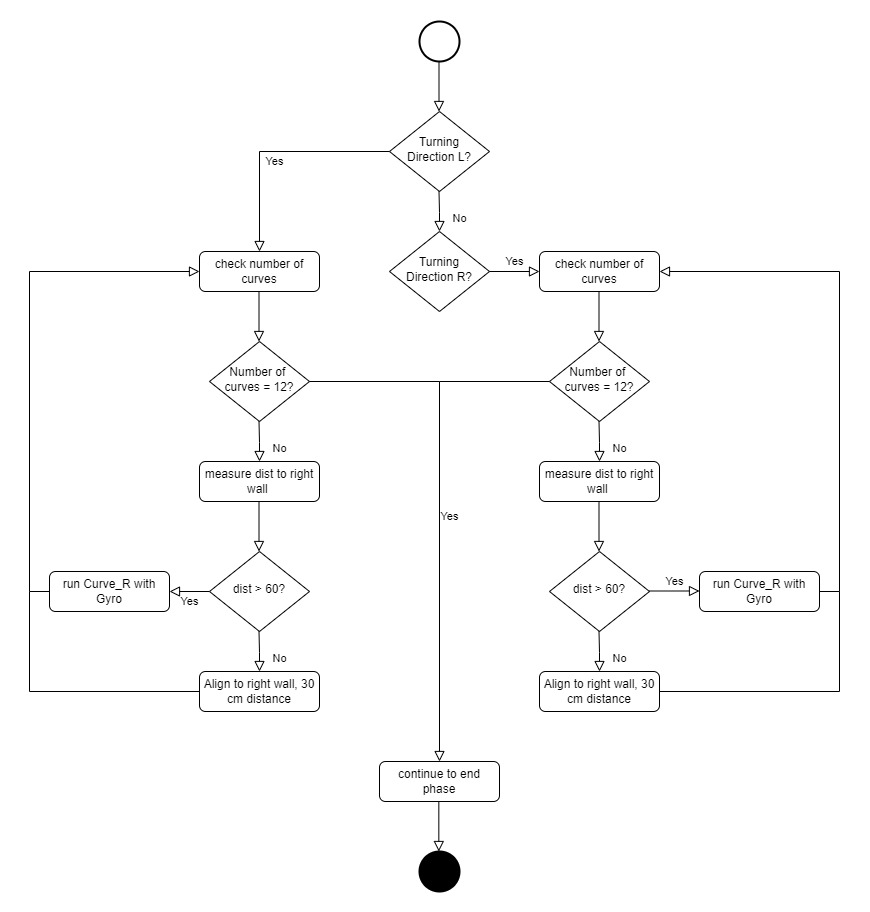 Turning
Direction L?
Yes
No
Turning
Direction R?
Yes
check number of
curves
check number of
curves
Number of
curves = 12?
Number of
curves = 12?
No
No
measure dist to right
wall
measure dist to right
wall
Yes
run Curve_R with
Gyro
Yes
dist > 60?
dist > 60?
Yes
run Curve_R with
Gyro
No
No
Align to right wall, 30
cm distance
Align to right wall, 30
cm distance
continue to end
phase